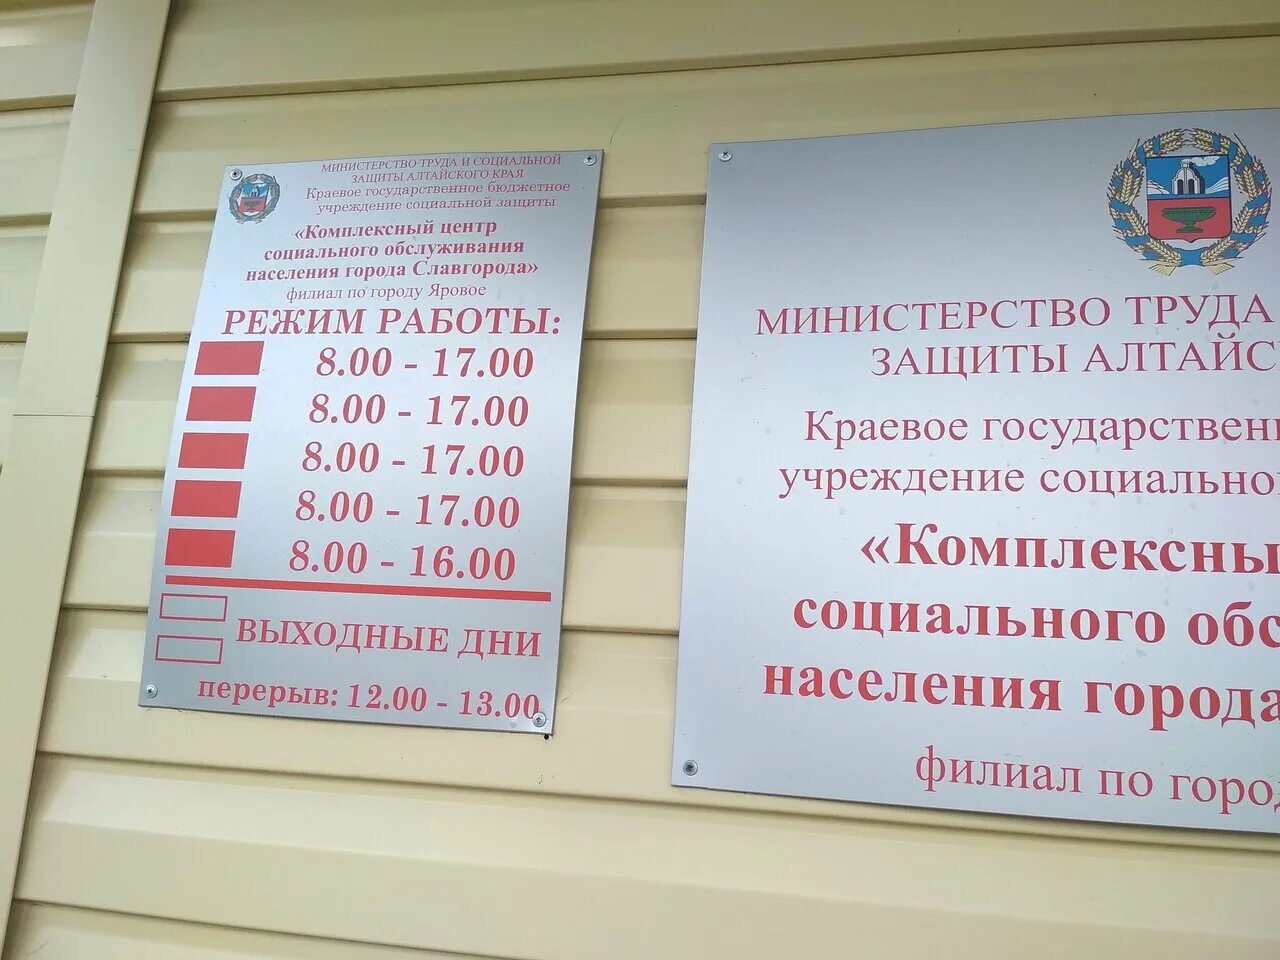 МИНИСТЕРСТВО ТРУДА И СОЦИАЛЬНОЙ
ЗАЩИТЫ АЛТАЙСКОГО КРАЯ
Краевое государственное бюджетное
учреждение социальной защиты
«Комплексный центр
социального обслуживания
населения города Славгорода»
филиал по городу Яровое
РЕЖИМ РАБОТЫ:
8.00 - 17.00
8.00 - 17.00
8.00 - 17.00
8.00 - 17.00
8.00 - 16.00
ВЫХОДНЫЕ ДНИ
перерыв: 12.00 - 13.00
МИНИСТЕРСТВО ТРУДА
ЗАЩИТЫ АЛТАЙС
Краевое государствен
учреждение социально
«Комплексны
социального обс
населения города
филиал по горо